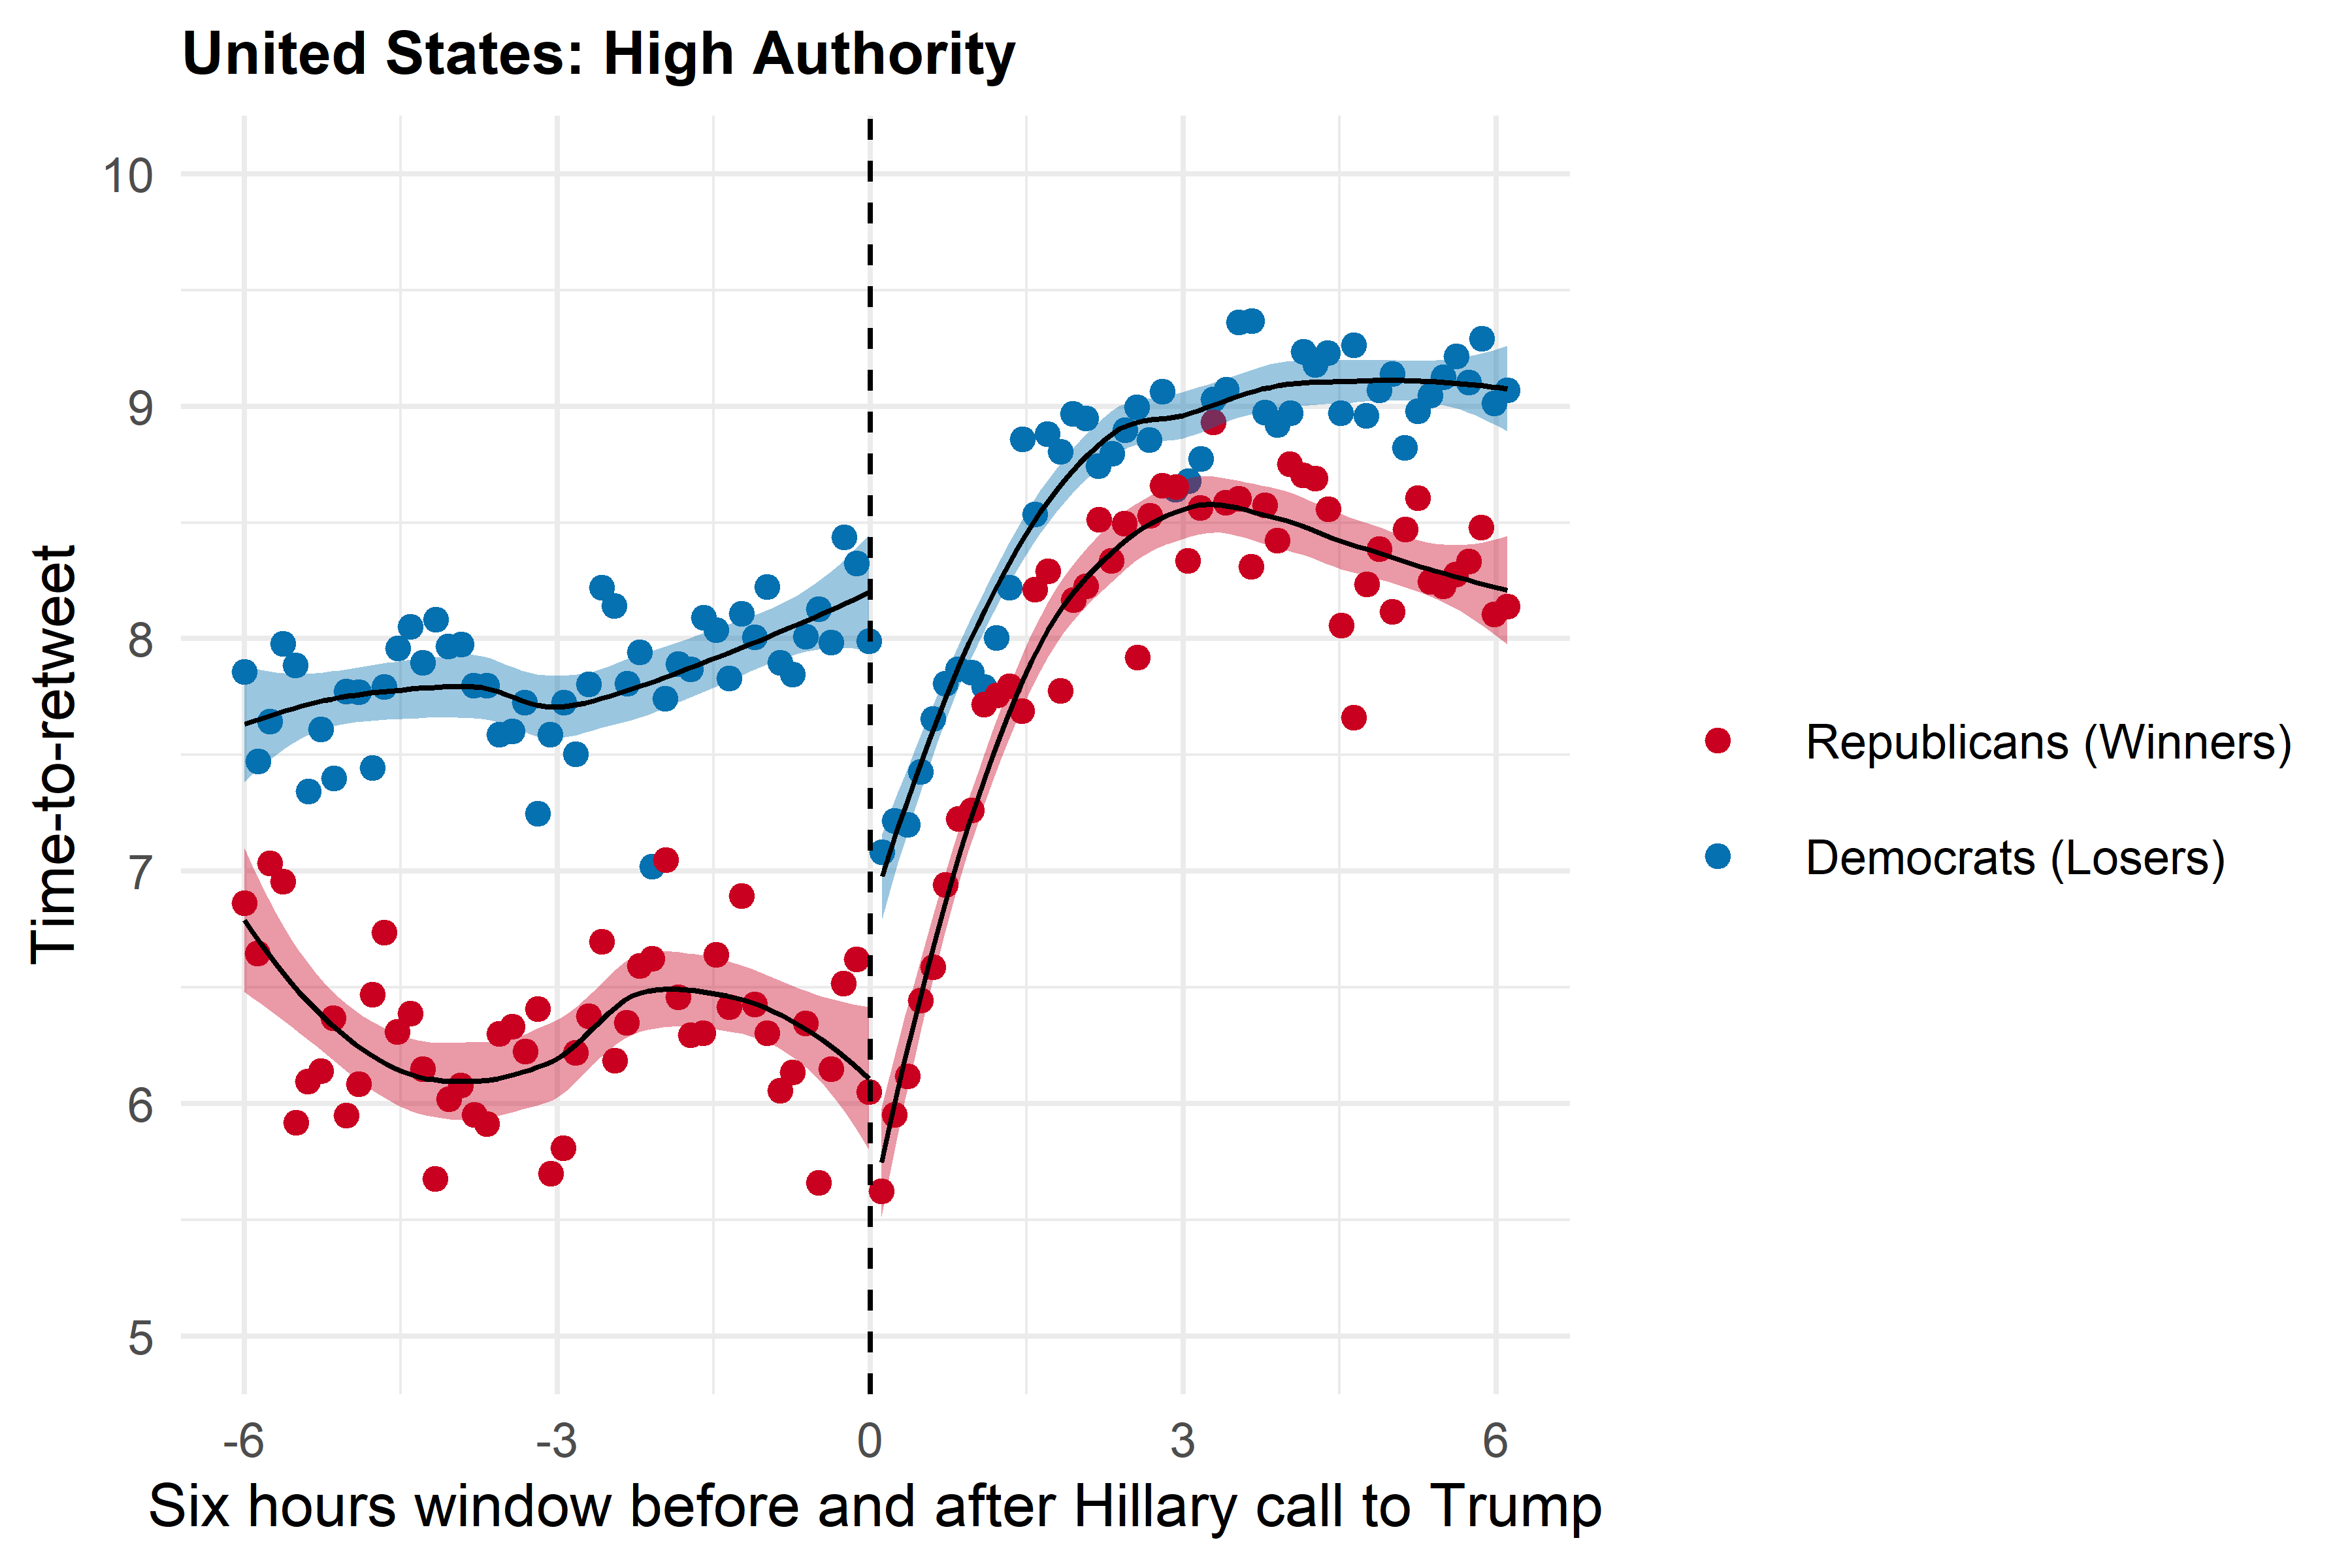 United States: High Authority
Time-to-retweet
10
9
8
7
6
5
-6
-3
0
3
6
Six hours window before and after Hillary call to Trump
Republicans (Winners)
Democrats (Losers)